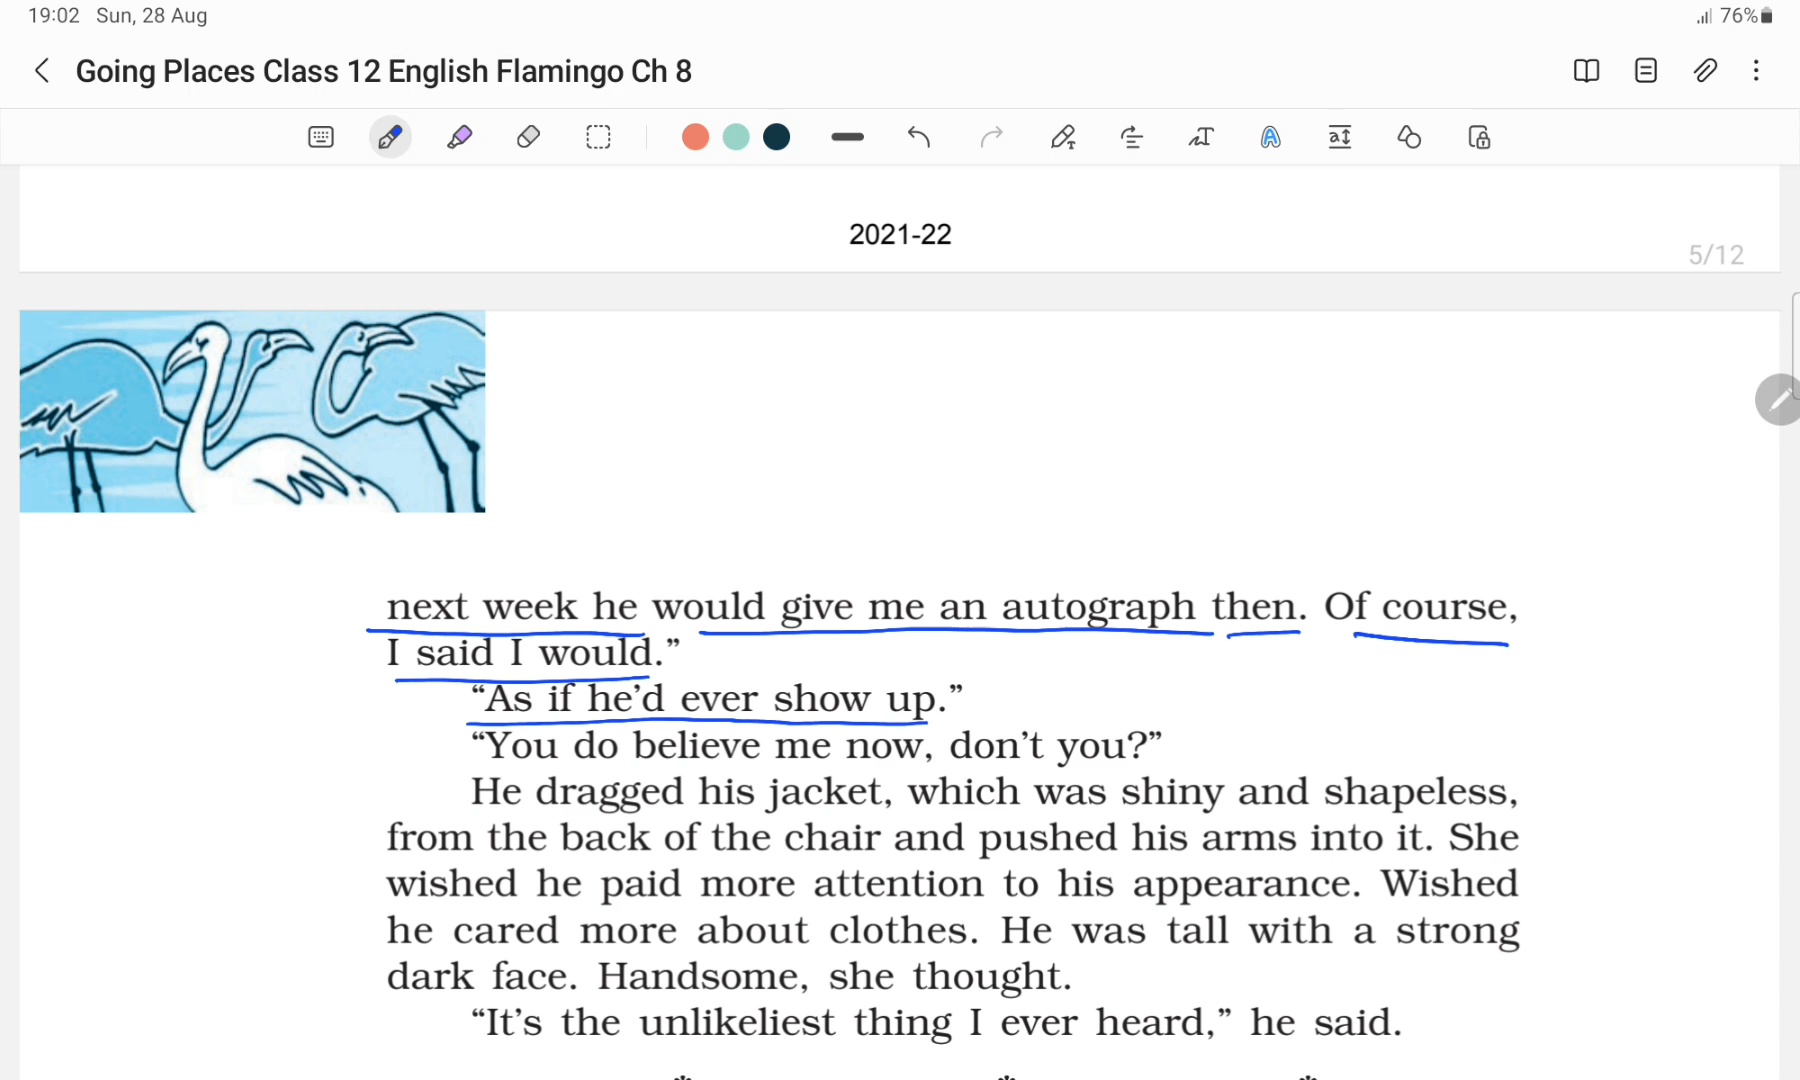 19:02 Sun, 28 Aug
76%
Going Places Class 12 English Flamingo Ch 8
2021-22
5/12
next week he would give me an autograph then. Of course,
I said I would.”
“As if he’d ever show up.”
“You do believe me now, don’t you?”
He dragged his jacket, which was shiny and shapeless,
from the back of the chair and pushed his arms into it. She
wished he paid more attention to his appearance. Wished
he cared more about clothes. He was tall with a strong
dark face. Handsome, she thought.
“It’s the unlikeliest thing I ever heard,” he said.
* * *